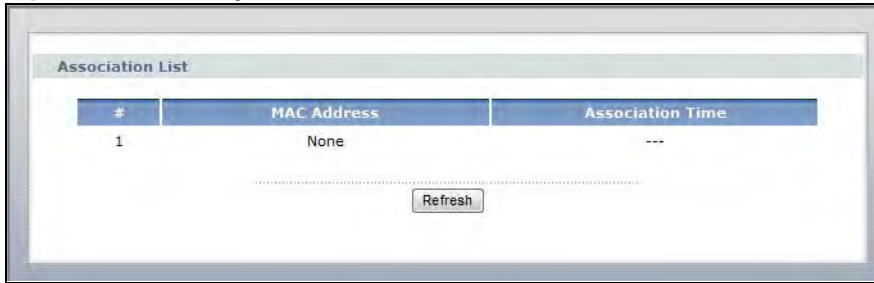 Association List
# MAC Address Association Time
1 None ---
Refresh